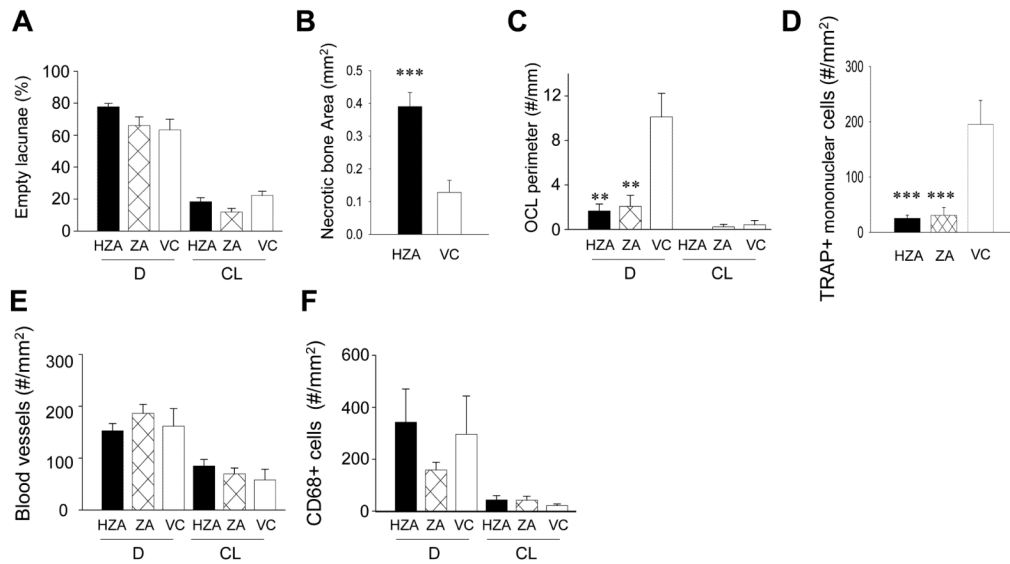 A
Empty lacunae (%)
100
80
60
40
20
0
HZA ZA VC HZA ZA VC
D CL
B
Necrotic bone Area (mm²)
0.5
0.4
0.3
0.2
0.1
0.0
***
HZA VC
C
OCL perimeter (#/mm)
12
8
4
0
** **
HZA ZA VC HZA ZA VC
D CL
D
TRAP+ mononuclear cells (#/mm²)
300
200
100
0
*** ***
HZA ZA VC
E
Blood vessels (#/mm²)
300
200
100
0
HZA ZA VC HZA ZA VC
D CL
F
CD68+ cells (#/mm²)
600
400
200
0
HZA ZA VC HZA ZA VC
D CL